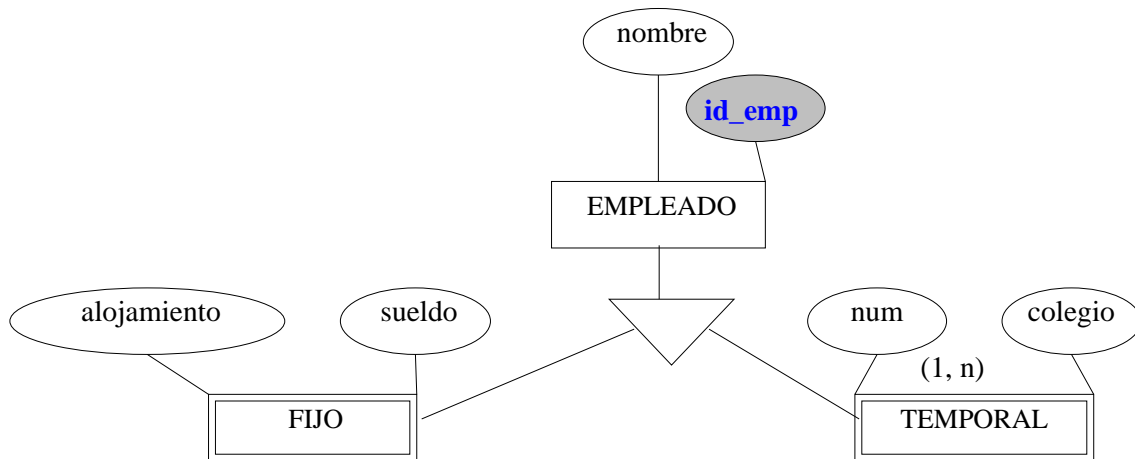 nombre
id_emp
EMPLEADO
alojamiento
sueldo
num
colegio
(1, n)
FIJO
TEMPORAL